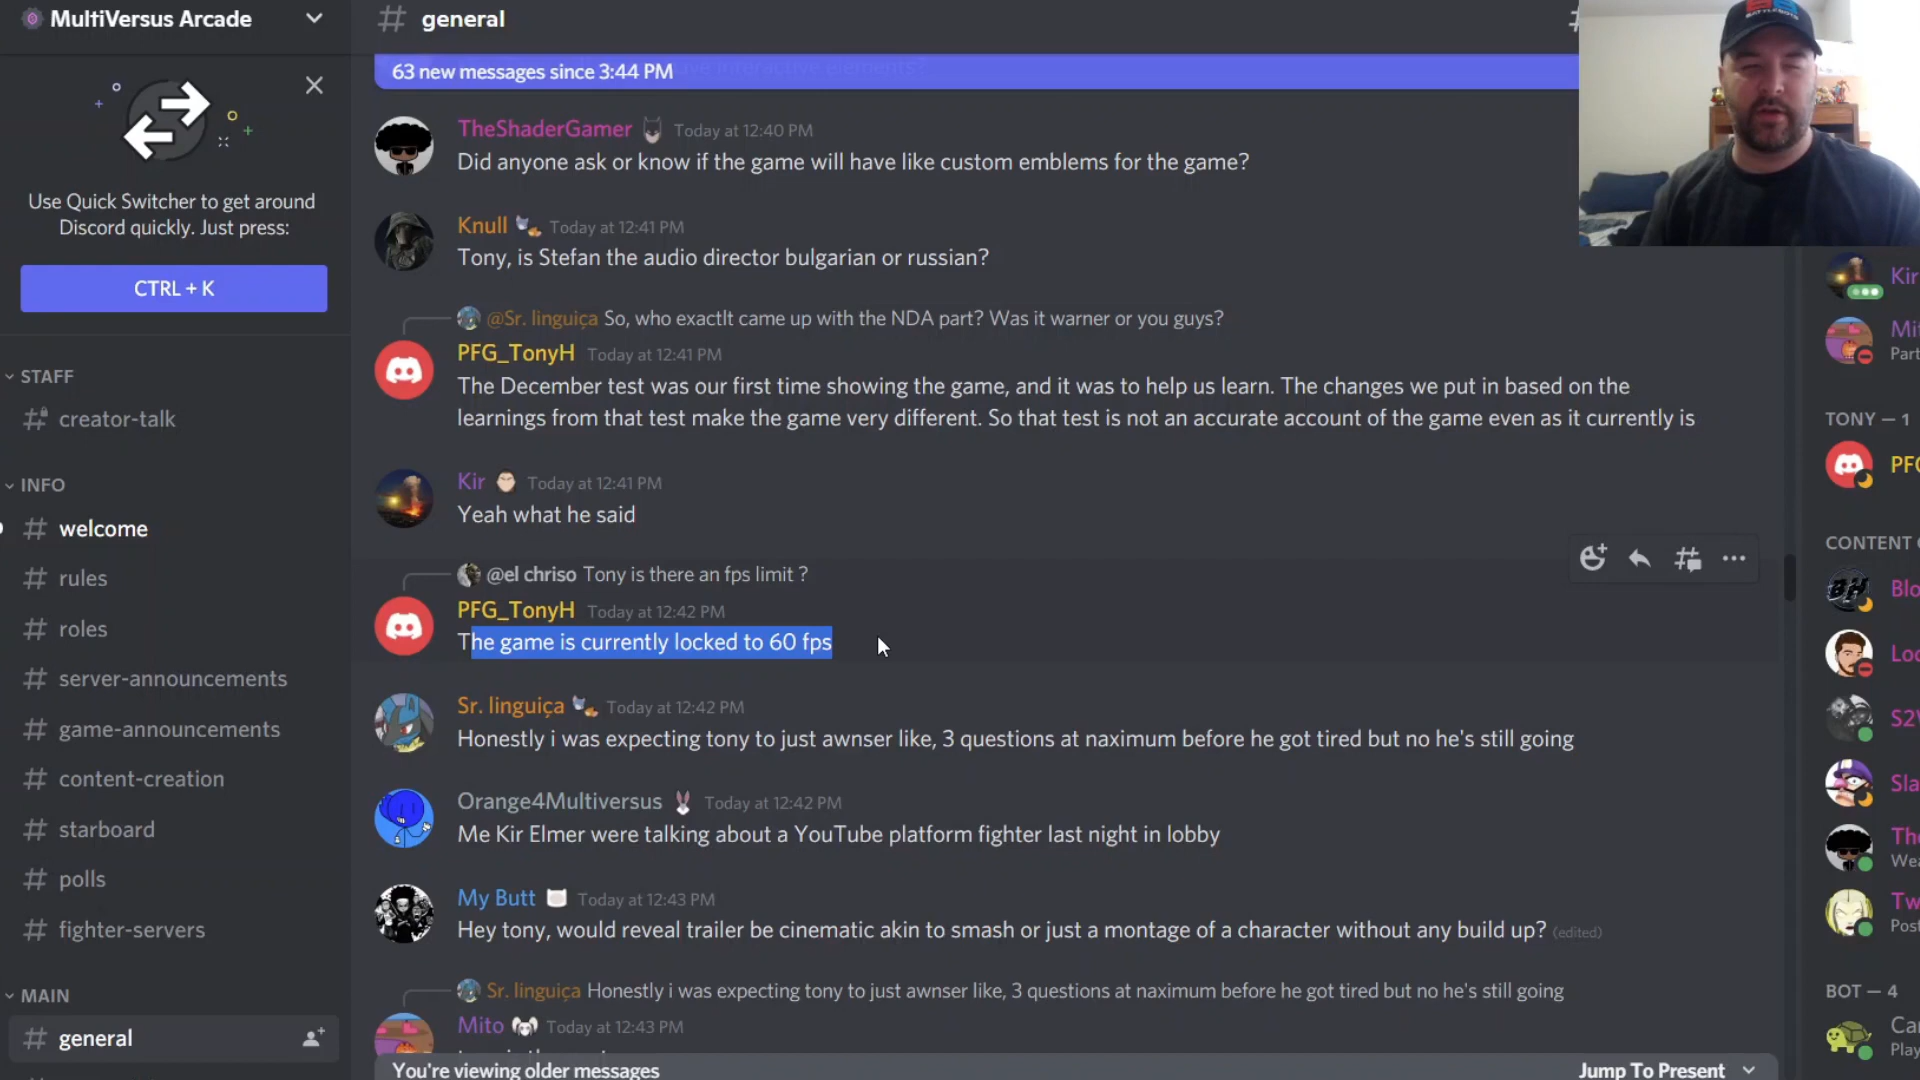 MultiVersus Arcade
Use Quick Switcher to get around
Discord quickly. Just press:
CTRL + K
STAFF
creator-talk
INFO
welcome
rules
roles
server-announcements
game-announcements
content-creation
starboard
polls
fighter-servers
MAIN
general
general
63 new messages since 3:44 PM
TheShaderGamer Today at 12:40 PM
Did anyone ask or know if the game will have like custom emblems for the game?
Knull Today at 12:41 PM
Tony, is Stefan the audio director bulgarian or russian?
@Sr. linguiça So, who exactlt came up with the NDA part? Was it warner or you guys?
PFG_TonyH Today at 12:41 PM
The December test was our first time showing the game, and it was to help us learn. The changes we put in based on the
learnings from that test make the game very different. So that test is not an accurate account of the game even as it currently is
Kir Today at 12:41 PM
Yeah what he said
@el chriso Tony is there an fps limit ?
PFG_TonyH Today at 12:42 PM
The game is currently locked to 60 fps
Sr. linguiça Today at 12:42 PM
Honestly i was expecting tony to just awnser like, 3 questions at naximum before he got tired but no he's still going
Orange4Multiversus Today at 12:42 PM
Me Kir Elmer were talking about a YouTube platform fighter last night in lobby
My Butt Today at 12:43 PM
Hey tony, would reveal trailer be cinematic akin to smash or just a montage of a character without any build up? (edited)
Sr. linguiça Honestly i was expecting tony to just awnser like, 3 questions at naximum before he got tired but no he's still going
Mito Today at 12:43 PM
You're viewing older messages
Jump To Present
BATTLEBOTS
Kir
Mit
Part
TONY — 1
PFG
CONTENT C
Blo
Loc
S2
Sla
The
Wea
Tw
Post
BOT — 4
Car
Play